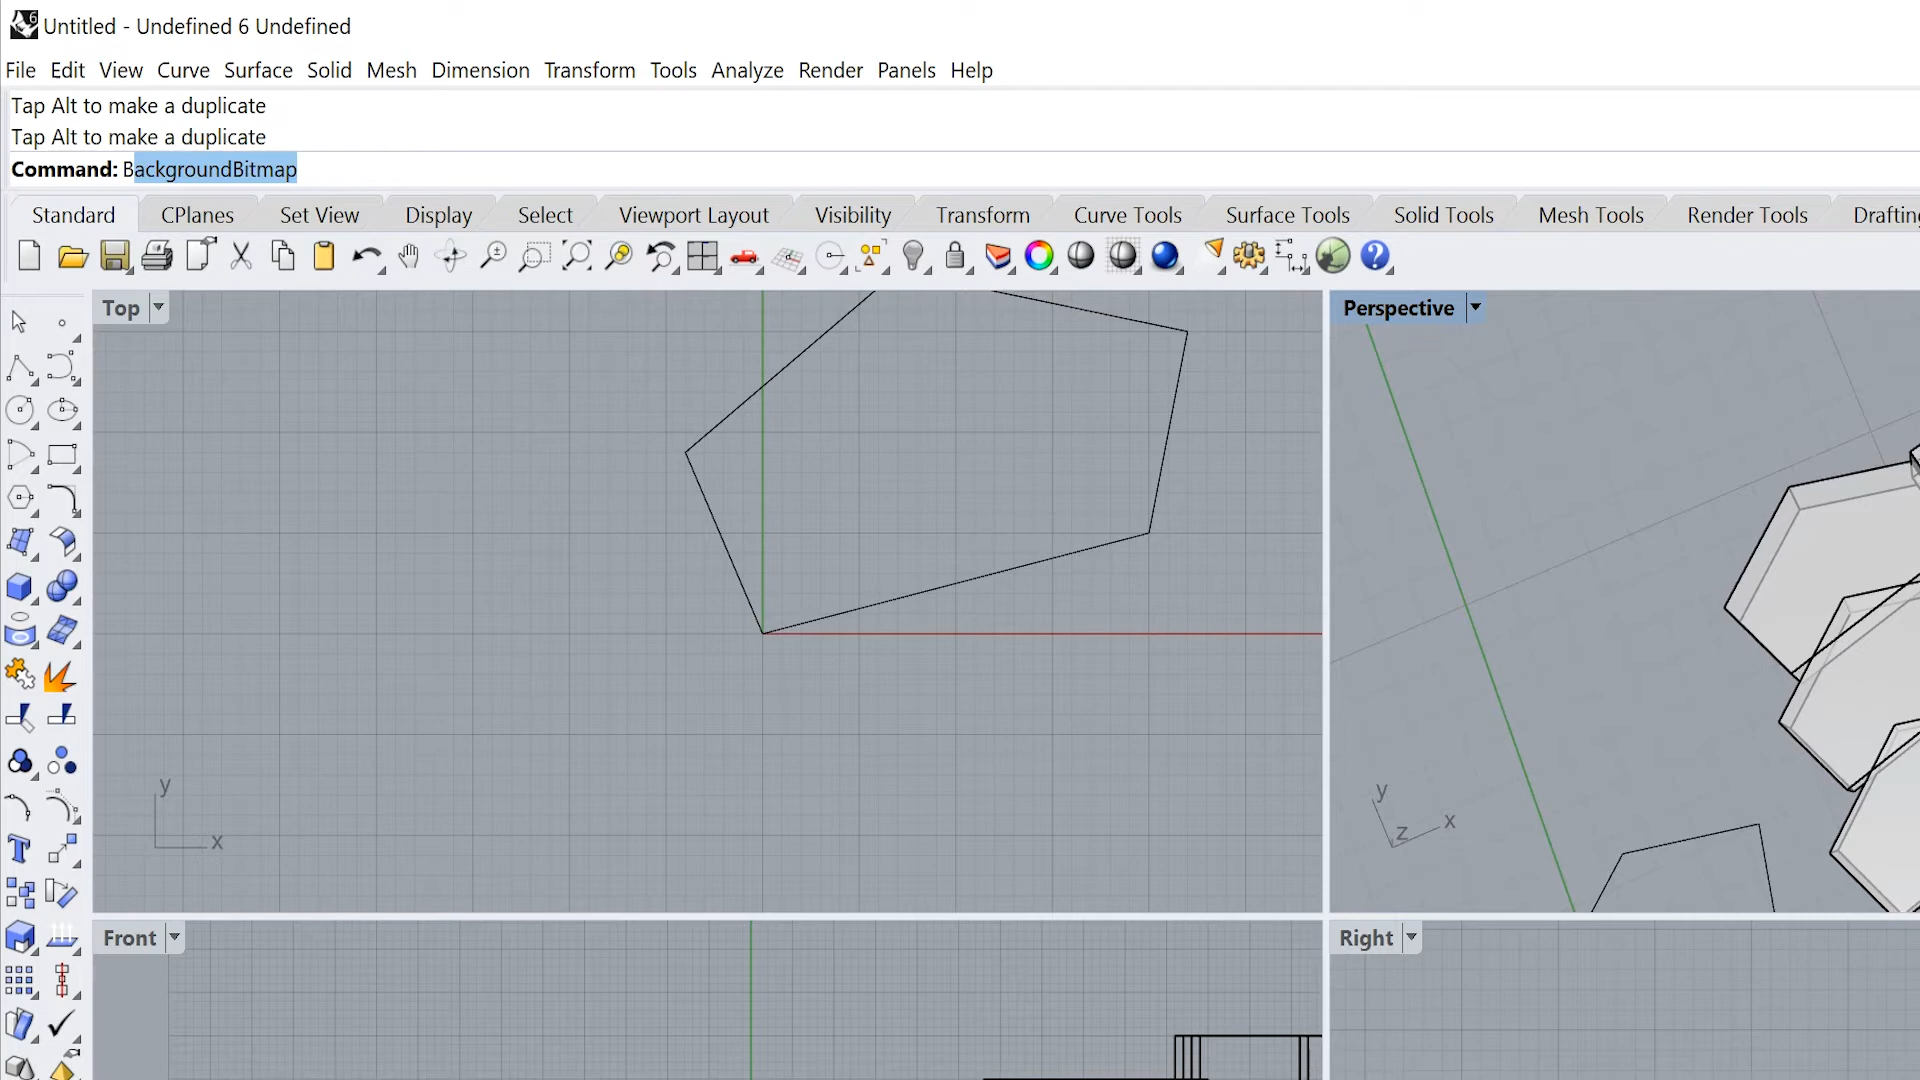 Untitled - Undefined 6 Undefined
File Edit View Curve Surface Solid Mesh Dimension Transform Tools Analyze Render Panels Help
Tap Alt to make a duplicate
Tap Alt to make a duplicate
Command: BackgroundBitmap
Standard CPlanes Set View Display Select Viewport Layout Visibility Transform Curve Tools Surface Tools Solid Tools Mesh Tools Render Tools Drafting
Top
Perspective
y
x
y
z x
Front
Right